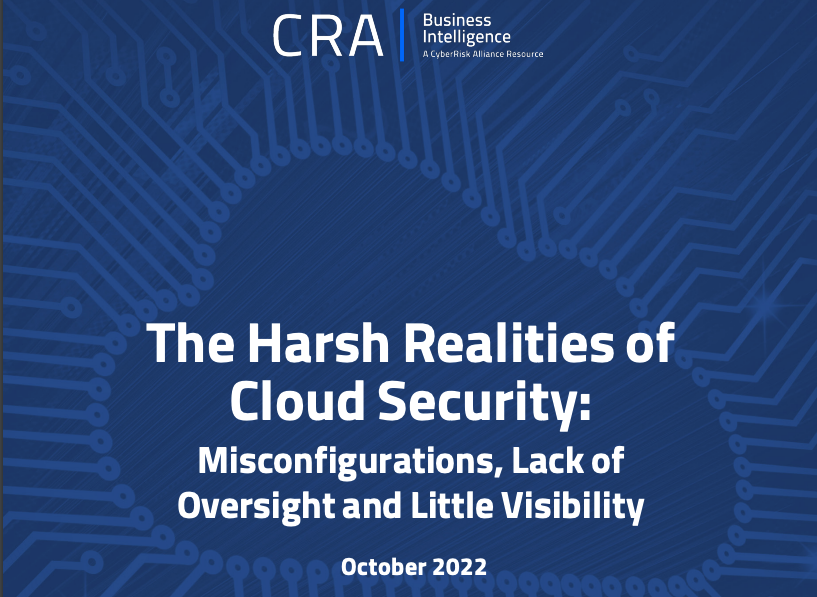 CRA
Business
Intelligence
A CyberRisk Alliance Resource
The Harsh Realities of
Cloud Security:
Misconfigurations, Lack of
Oversight and Little Visibility
October 2022